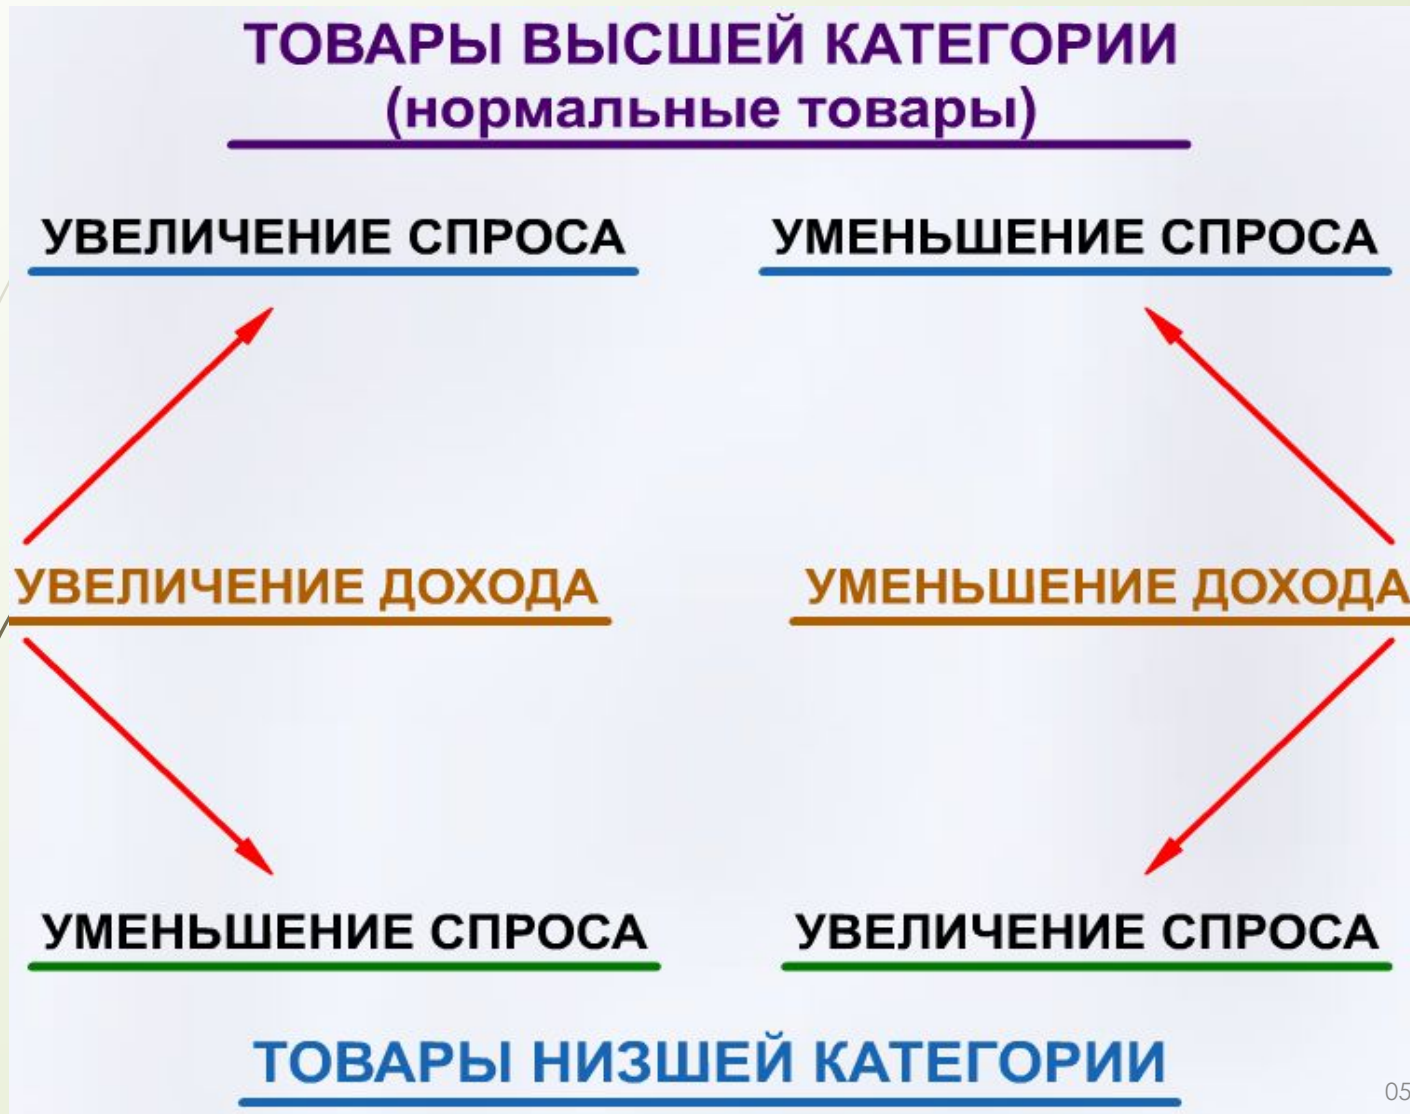 ТОВАРЫ ВЫСШЕЙ КАТЕГОРИИ
(нормальные товары)
УВЕЛИЧЕНИЕ СПРОСА
УМЕНЬШЕНИЕ СПРОСА
УВЕЛИЧЕНИЕ ДОХОДА
УМЕНЬШЕНИЕ ДОХОДА
УМЕНЬШЕНИЕ СПРОСА
УВЕЛИЧЕНИЕ СПРОСА
ТОВАРЫ НИЗШЕЙ КАТЕГОРИИ
05